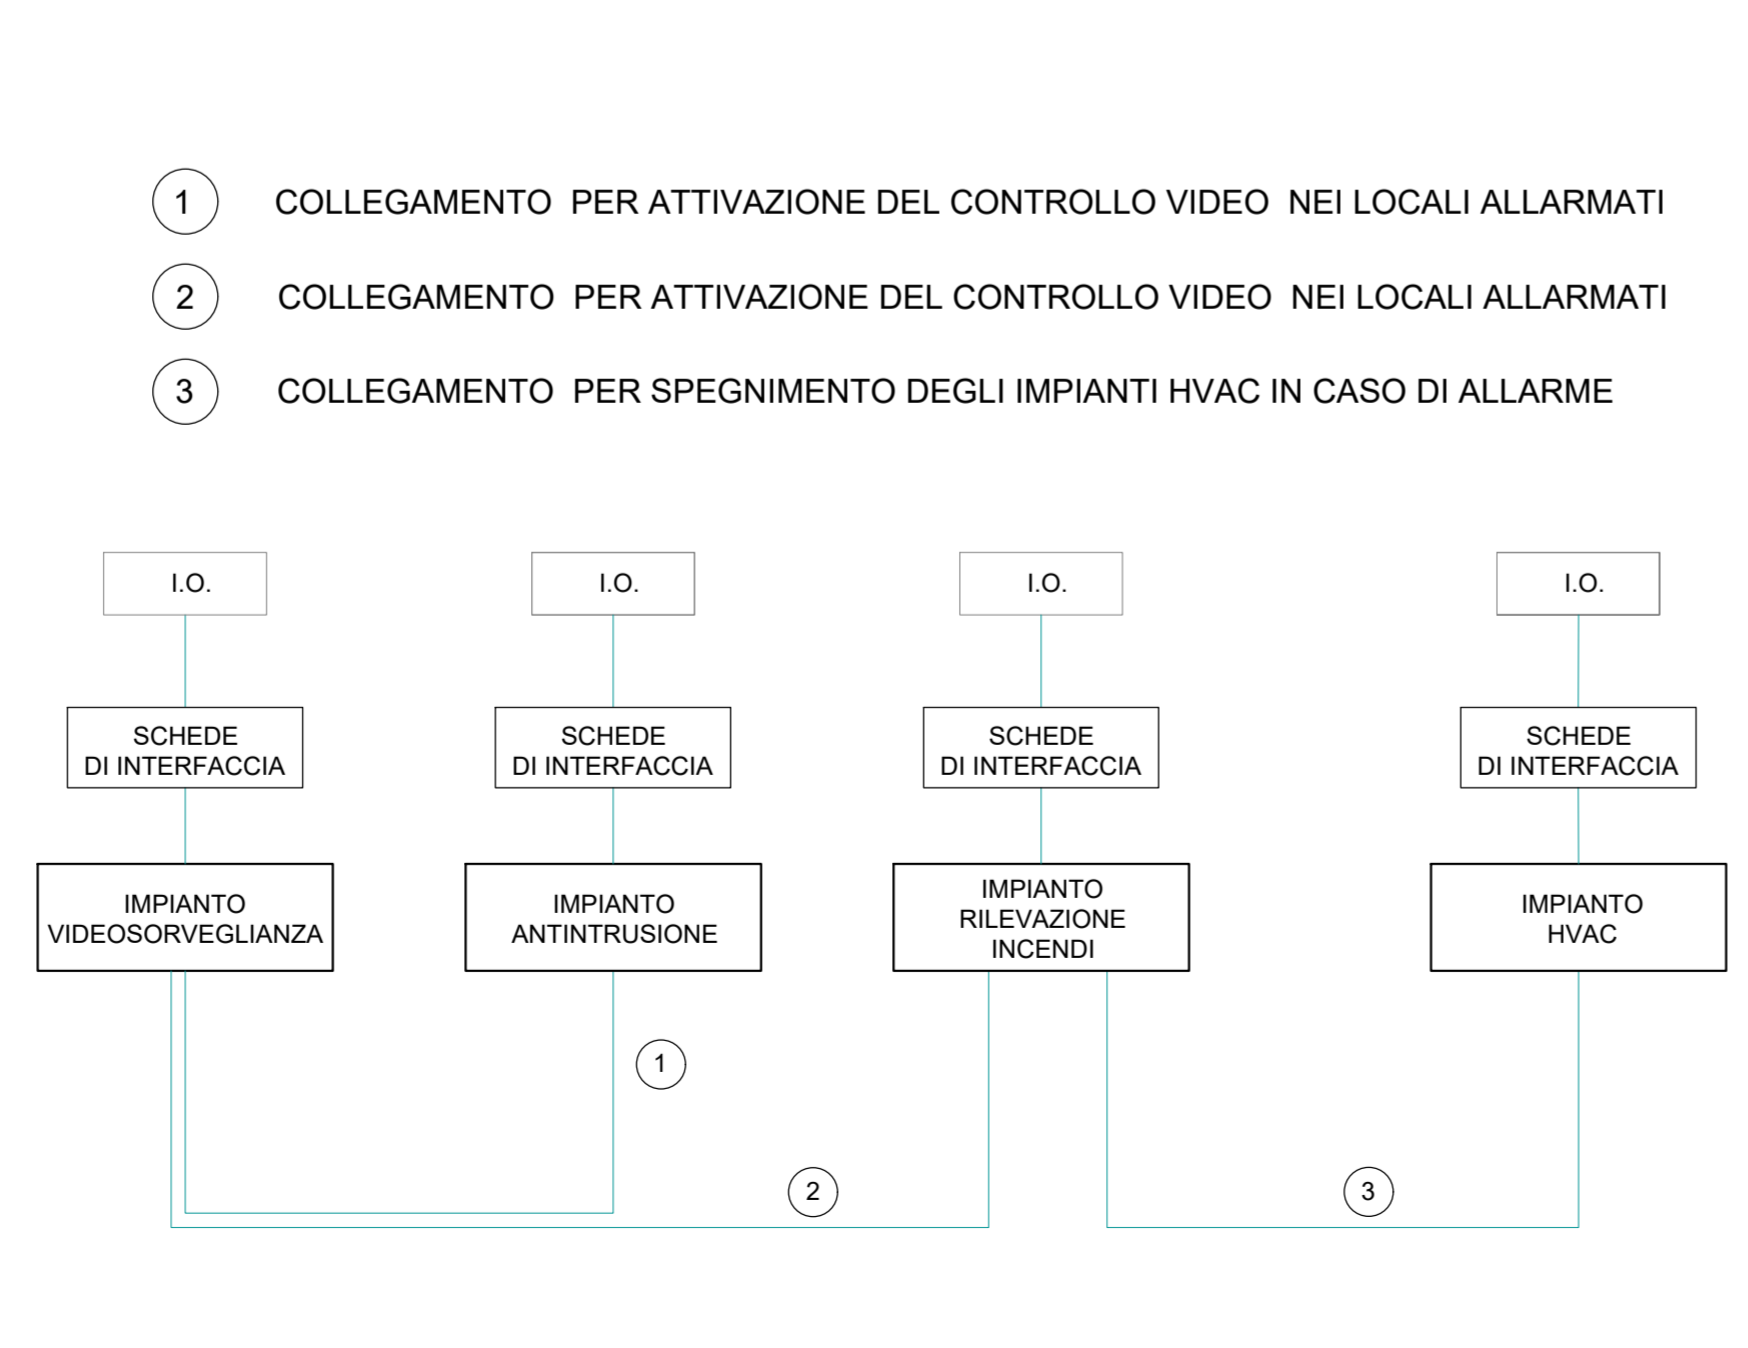 1 COLLEGAMENTO PER ATTIVAZIONE DEL CONTROLLO VIDEO NEI LOCALI ALLARMATI
2 COLLEGAMENTO PER ATTIVAZIONE DEL CONTROLLO VIDEO NEI LOCALI ALLARMATI
3 COLLEGAMENTO PER SPEGNIMENTO DEGLI IMPIANTI HVAC IN CASO DI ALLARME
I.O.
I.O.
I.O.
I.O.
SCHEDE
DI INTERFACCIA
SCHEDE
DI INTERFACCIA
SCHEDE
DI INTERFACCIA
SCHEDE
DI INTERFACCIA
IMPIANTO
VIDEOSORVEGLIANZA
IMPIANTO
ANTINTRUSIONE
IMPIANTO
RILEVAZIONE
INCENDI
IMPIANTO
HVAC
1
2
3